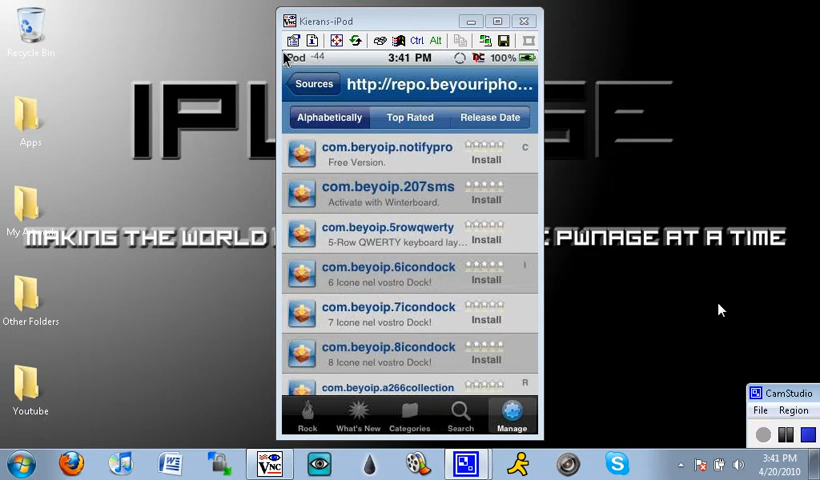 Recycle Bin
Apps
Other Folders
Youtube
MAKING THE WORLD
E PWNAGE AT A TIME
Kierans-iPod
Ctrl Alt
iPod -44 3:41 PM 100%
Sources http://repo.beyouripho...
Alphabetically Top Rated Release Date
com.beryoip.notifypro C
Free Version. Install
com.beyoip.207sms
Activate with Winterboard. Install
com.beyoip.5rowqwerty
5-Row QWERTY keyboard lay... Install
com.beyoip.6icondock I
6 Icone nel vostro Dock! Install
com.beyoip.7icondock
7 Icone nel vostro Dock! Install
com.beyoip.8icondock
8 Icone nel vostro Dock! Install
com.beyoip.a266collection R
Rock What's New Categories Search Manage
CamStudio
File Region
3:41 PM
4/20/2010